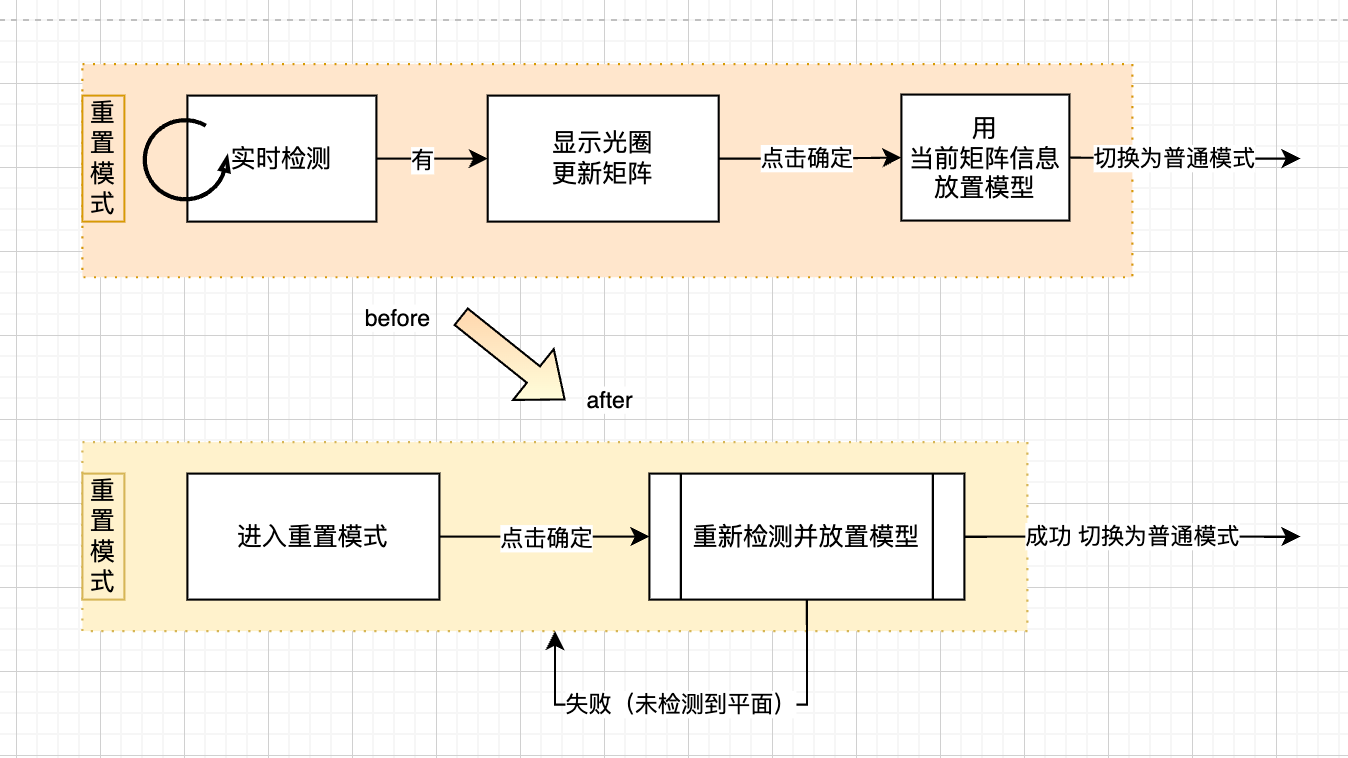 重
置
模
式
实时检测
有
显示光圈
更新矩阵
点击确定
用
当前矩阵信息
放置模型
切换为普通模式
before
after
重
置
模
式
进入重置模式
点击确定
重新检测并放置模型
成功 切换为普通模式
失败（未检测到平面）